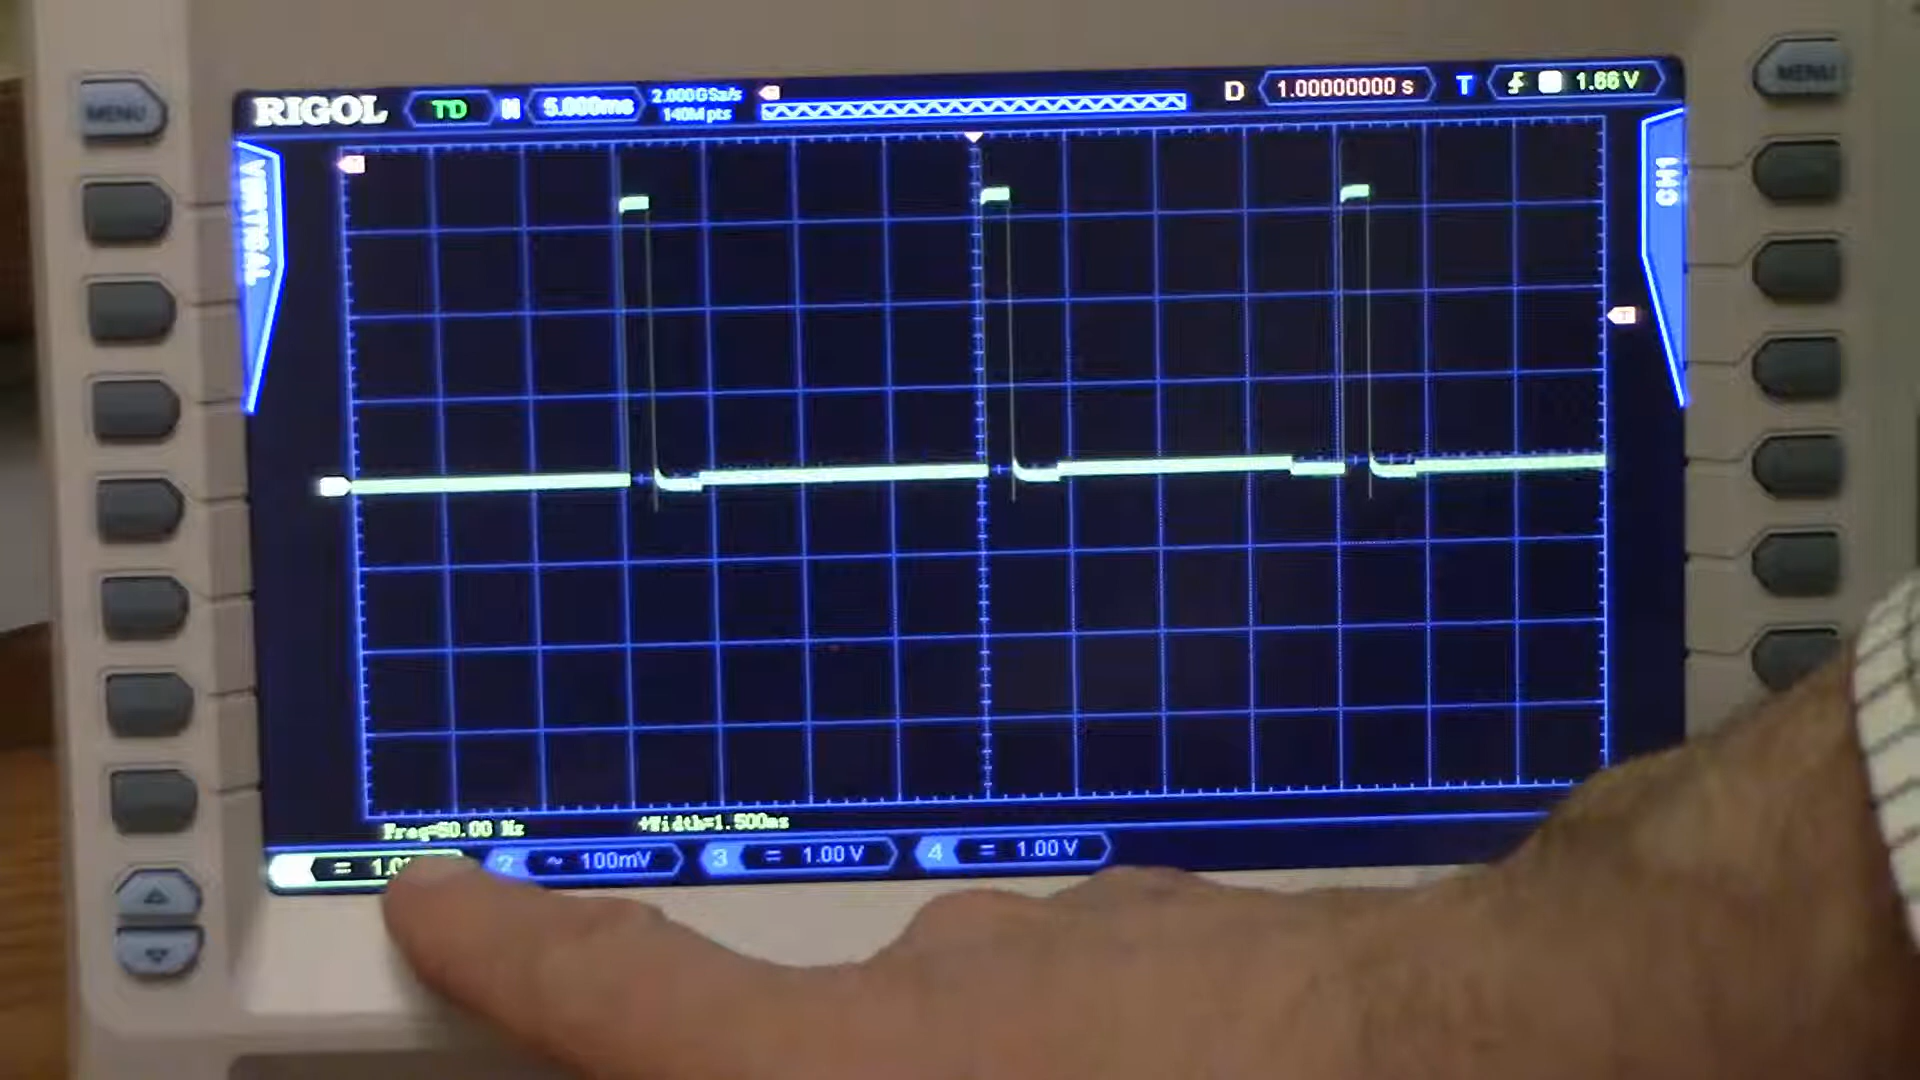 MENU
MENU
RIGOL T'D H 5.000ms 2.000GSa/s D 1.00000000 s T 1.66 V
140M pts
VERTICAL
CH1
T
Freq=50.00 Hz +Width=1.500ms
= 2 ~ 100mV 3 = 1.00 V 4 = 1.00 V